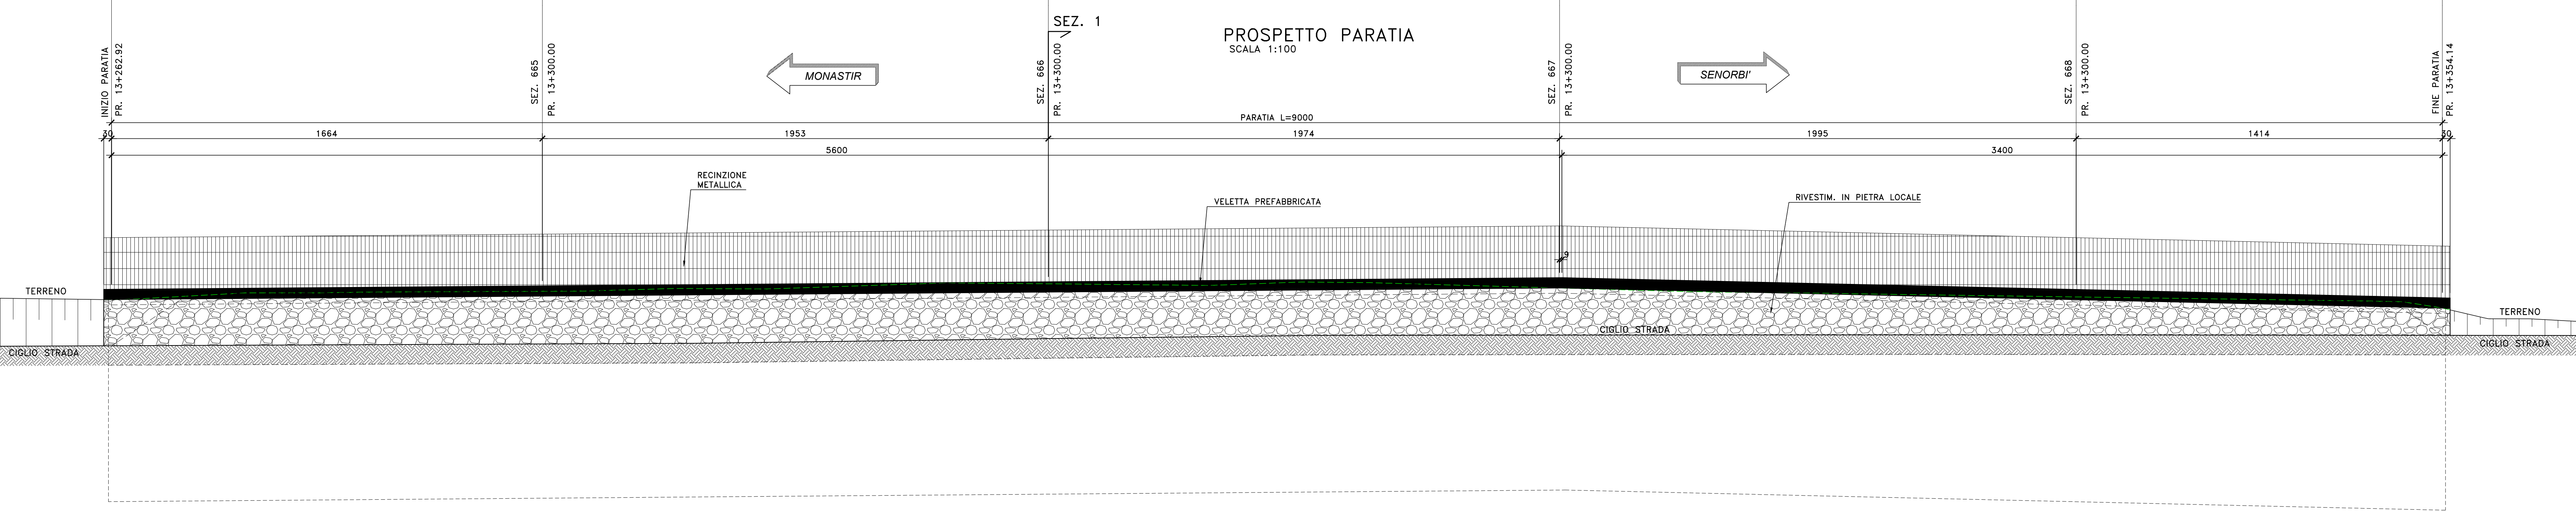 SEZ. 1
PROSPETTO PARATIA
SCALA 1:100
INIZIO PARATIA
PR. 13+262.92
SEZ. 665
PR. 13+300.00
MONASTIR
SEZ. 666
PR. 13+300.00
SEZ. 667
PR. 13+300.00
SENORBI'
SEZ. 668
PR. 13+300.00
FINE PARATIA
PR. 13+354.14
PARATIA L=9000
30
1664
1953
1974
1995
1414
30
5600
3400
RECINZIONE
METALLICA
VELETTA PREFABBRICATA
RIVESTIM. IN PIETRA LOCALE
9
TERRENO
TERRENO
CIGLIO STRADA
CIGLIO STRADA
CIGLIO STRADA